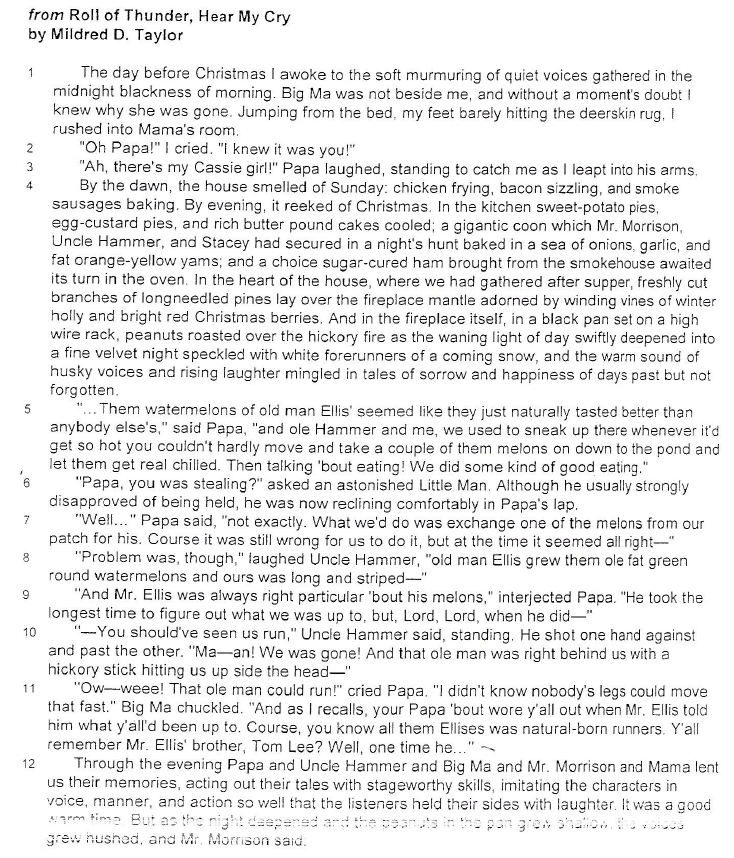 from Roll of Thunder, Hear My Cry
by Mildred D. Taylor
1 The day before Christmas I awoke to the soft murmuring of quiet voices gathered in the
midnight blackness of morning. Big Ma was not beside me, and without a moment's doubt I
knew why she was gone. Jumping from the bed, my feet barely hitting the deerskin rug, I
rushed into Mama's room.
2 "Oh Papa!" I cried. "I knew it was you!"
3 "Ah, there's my Cassie girl!" Papa laughed, standing to catch me as I leapt into his arms.
4 By the dawn, the house smelled of Sunday: chicken frying, bacon sizzling, and smoke
sausages baking. By evening, it reeked of Christmas. In the kitchen sweet-potato pies,
egg-custard pies, and rich butter pound cakes cooled; a gigantic coon which Mr. Morrison,
Uncle Hammer, and Stacey had secured in a night's hunt baked in a sea of onions, garlic, and
fat orange-yellow yams; and a choice sugar-cured ham brought from the smokehouse awaited
its turn in the oven. In the heart of the house, where we had gathered after supper, freshly cut
branches of longneedled pines lay over the fireplace mantle adorned by winding vines of winter
holly and bright red Christmas berries. And in the fireplace itself, in a black pan set on a high
wire rack, peanuts roasted over the hickory fire as the waning light of day swiftly deepened into
a fine velvet night speckled with white forerunners of a coming snow, and the warm sound of
husky voices and rising laughter mingled in tales of sorrow and happiness of days past but not
forgotten.
5 "...Them watermelons of old man Ellis' seemed like they just naturally tasted better than
anybody else's," said Papa, "and ole Hammer and me, we used to sneak up there whenever it'd
get so hot you couldn't hardly move and take a couple of them melons on down to the pond and
let them get real chilled. Then talking 'bout eating! We did some kind of good eating."
6 "Papa, you was stealing?" asked an astonished Little Man. Although he usually strongly
disapproved of being held, he was now reclining comfortably in Papa's lap.
7 "Well..." Papa said, "not exactly. What we'd do was exchange one of the melons from our
patch for his. Course it was still wrong for us to do it, but at the time it seemed all right—"
8 "Problem was, though," laughed Uncle Hammer, "old man Ellis grew them ole fat green
round watermelons and ours was long and striped—"
9 "And Mr. Ellis was always right particular 'bout his melons," interjected Papa. "He took the
longest time to figure out what we was up to, but, Lord, Lord, when he did—"
10 "—You should've seen us run," Uncle Hammer said, standing. He shot one hand against
and past the other. "Ma—an! We was gone! And that ole man was right behind us with a
hickory stick hitting us up side the head—"
11 "Ow—weee! That ole man could run!" cried Papa. "I didn't know nobody's legs could move
that fast." Big Ma chuckled. "And as I recalls, your Papa 'bout wore y'all out when Mr. Ellis told
him what y'all'd been up to. Course, you know all them Ellises was natural-born runners. Y'all
remember Mr. Ellis' brother, Tom Lee? Well, one time he..."
12 Through the evening Papa and Uncle Hammer and Big Ma and Mr. Morrison and Mama lent
us their memories, acting out their tales with stageworthy skills, imitating the characters in
voice, manner, and action so well that the listeners held their sides with laughter. It was a good
warm time. But as the night deepened and the peanuts in the pan grew shallow, the voices
grew hushed, and Mr. Morrison said.